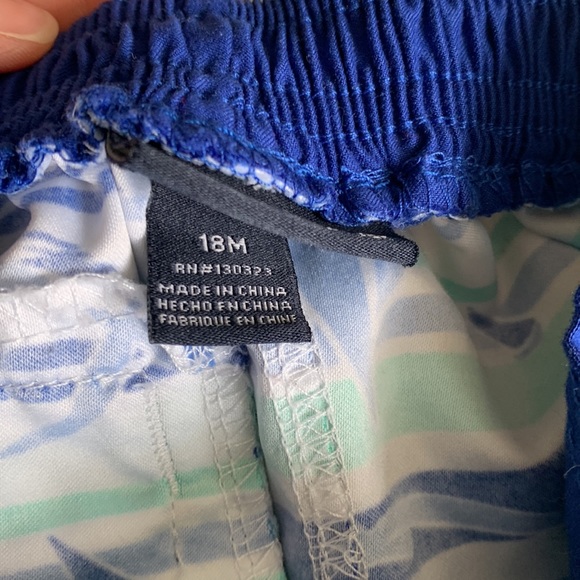 18M
RN#130323
MADE IN CHINA
HECHO EN CHINA
FABRIQUE EN CHINE